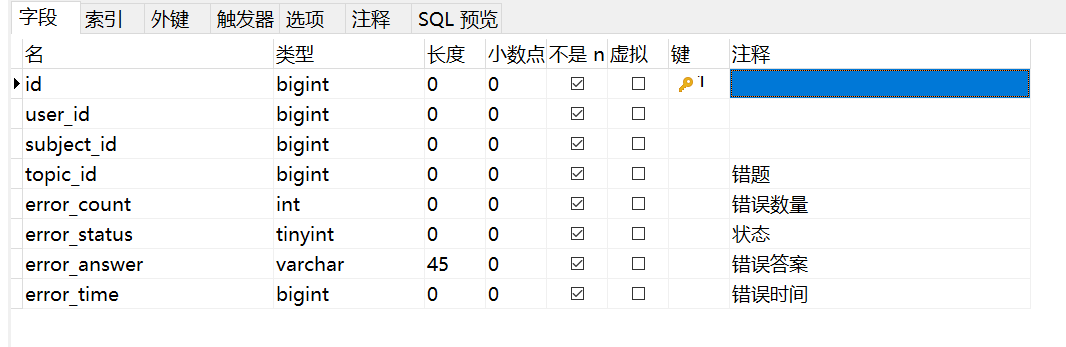 字段 索引 外键 触发器 选项 注释 SQL 预览
名 类型 长度 小数点 不是 n 虚拟 键 注释
id bigint 0 0 1
user_id bigint 0 0
subject_id bigint 0 0
topic_id bigint 0 0 错题
error_count int 0 0 错误数量
error_status tinyint 0 0 状态
error_answer varchar 45 0 错误答案
error_time bigint 0 0 错误时间